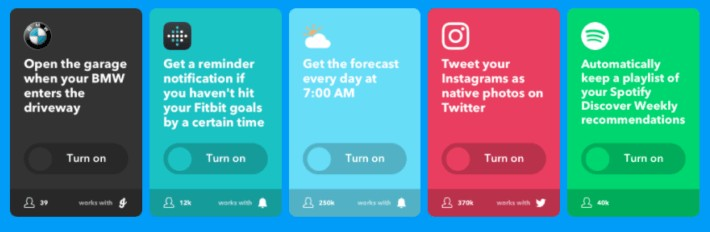 Open the garage
when your BMW
enters the
driveway
Turn on
39
works with
Get a reminder
notification if
you haven't hit
your Fitbit goals
by a certain time
Turn on
12k
works with
Get the forecast
every day at
7:00 AM
Turn on
250k
works with
Tweet your
Instagrams as
native photos on
Twitter
Turn on
370k
works with
Automatically
keep a playlist of
your Spotify
Discover Weekly
recommendations
Turn on
40k